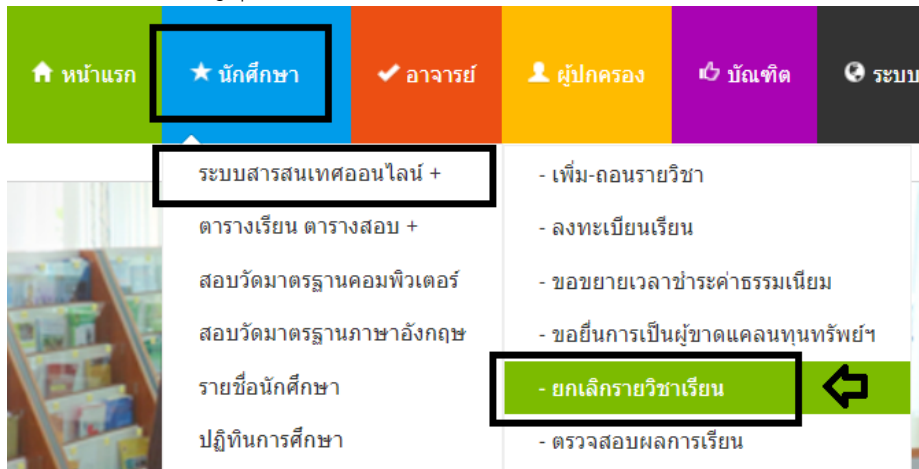 หน้าแรก
นักศึกษา
อาจารย์
ผู้ปกครอง
บัณฑิต
ระบบ
ระบบสารสนเทศออนไลน์ +
ตารางเรียน ตารางสอบ +
สอบวัดมาตรฐานคอมพิวเตอร์
สอบวัดมาตรฐานภาษาอังกฤษ
รายชื่อนักศึกษา
ปฏิทินการศึกษา
- เพิ่ม-ถอนรายวิชา
- ลงทะเบียนเรียน
- ขอขยายเวลาชำระค่าธรรมเนียม
- ขอยื่นการเป็นผู้ขาดแคลนทุนทรัพย์ฯ
- ยกเลิกรายวิชาเรียน
- ตรวจสอบผลการเรียน